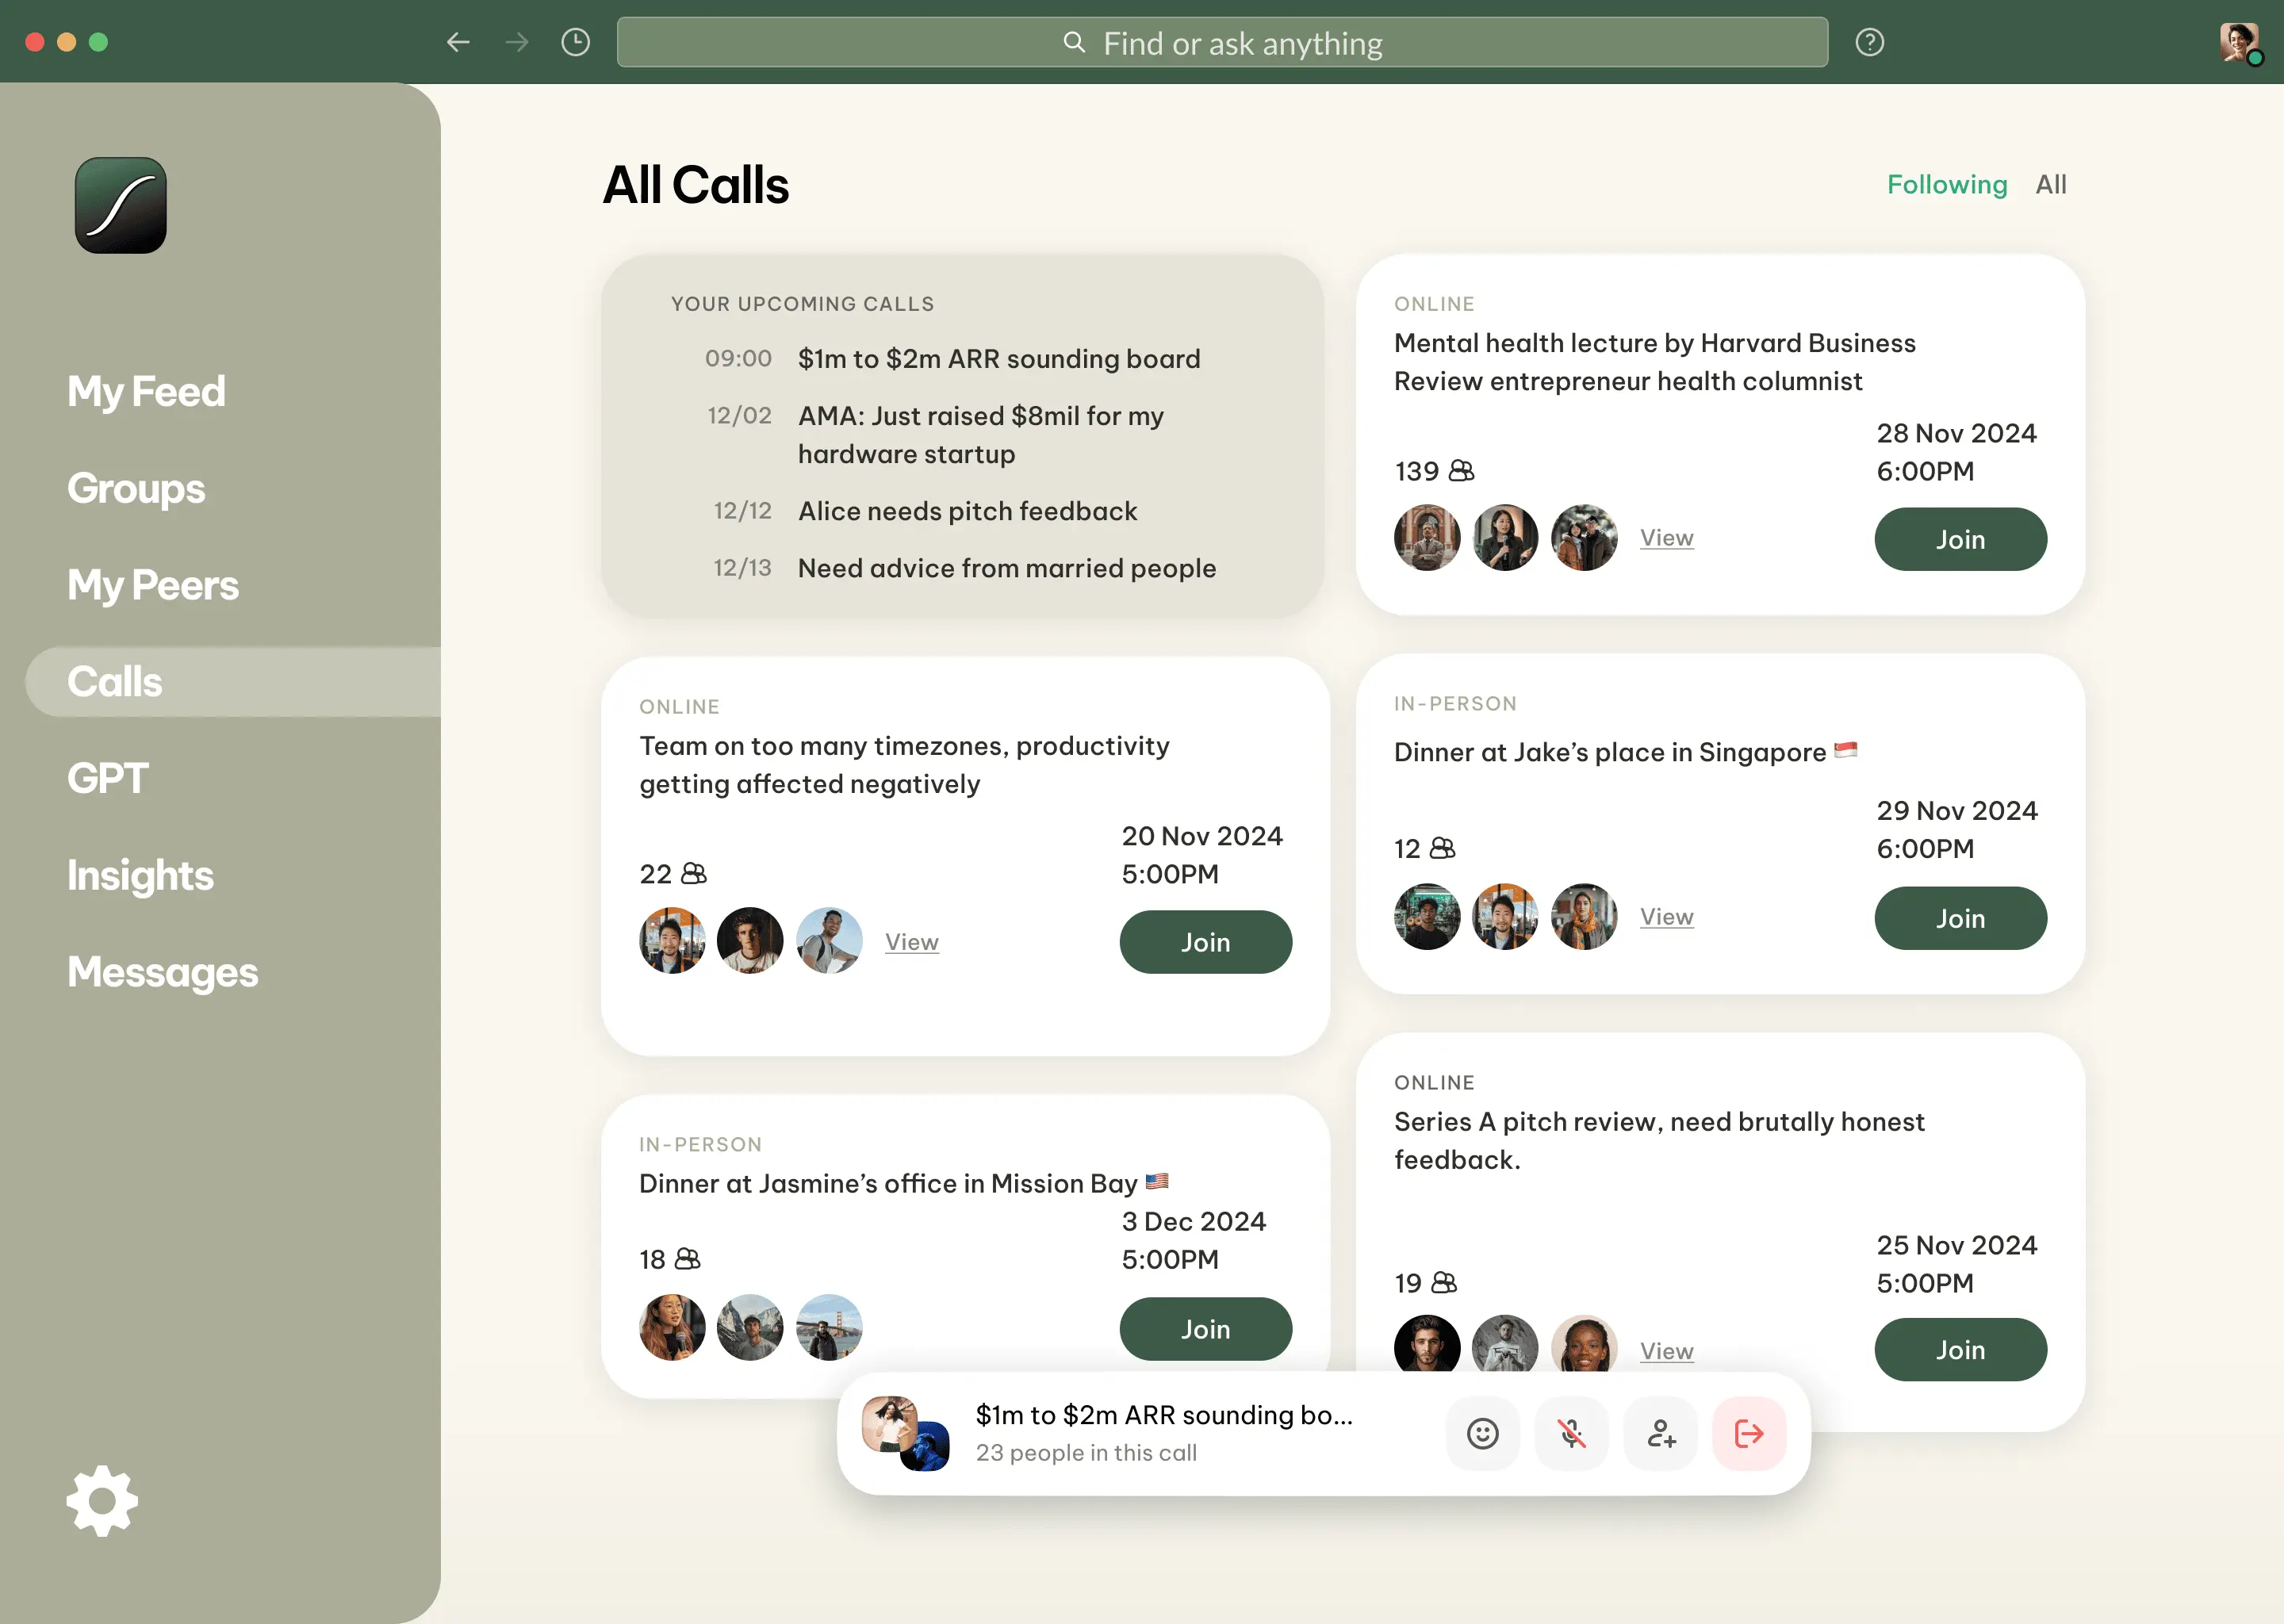 Find or ask anything
My Feed
Groups
My Peers
Calls
GPT
Insights
Messages
All Calls
Following All
YOUR UPCOMING CALLS
09:00 $1m to $2m ARR sounding board
12/02 AMA: Just raised $8mil for my
hardware startup
12/12 Alice needs pitch feedback
12/13 Need advice from married people
ONLINE
Mental health lecture by Harvard Business
Review entrepreneur health columnist
28 Nov 2024
139 6:00PM
View Join
ONLINE
Team on too many timezones, productivity
getting affected negatively
20 Nov 2024
22 5:00PM
View Join
IN-PERSON
Dinner at Jake’s place in Singapore 🇸🇬
29 Nov 2024
12 6:00PM
View Join
IN-PERSON
Dinner at Jasmine’s office in Mission Bay 🇺🇸
3 Dec 2024
18 5:00PM
Join
ONLINE
Series A pitch review, need brutally honest
feedback.
25 Nov 2024
19 5:00PM
View Join
$1m to $2m ARR sounding bo...
23 people in this call